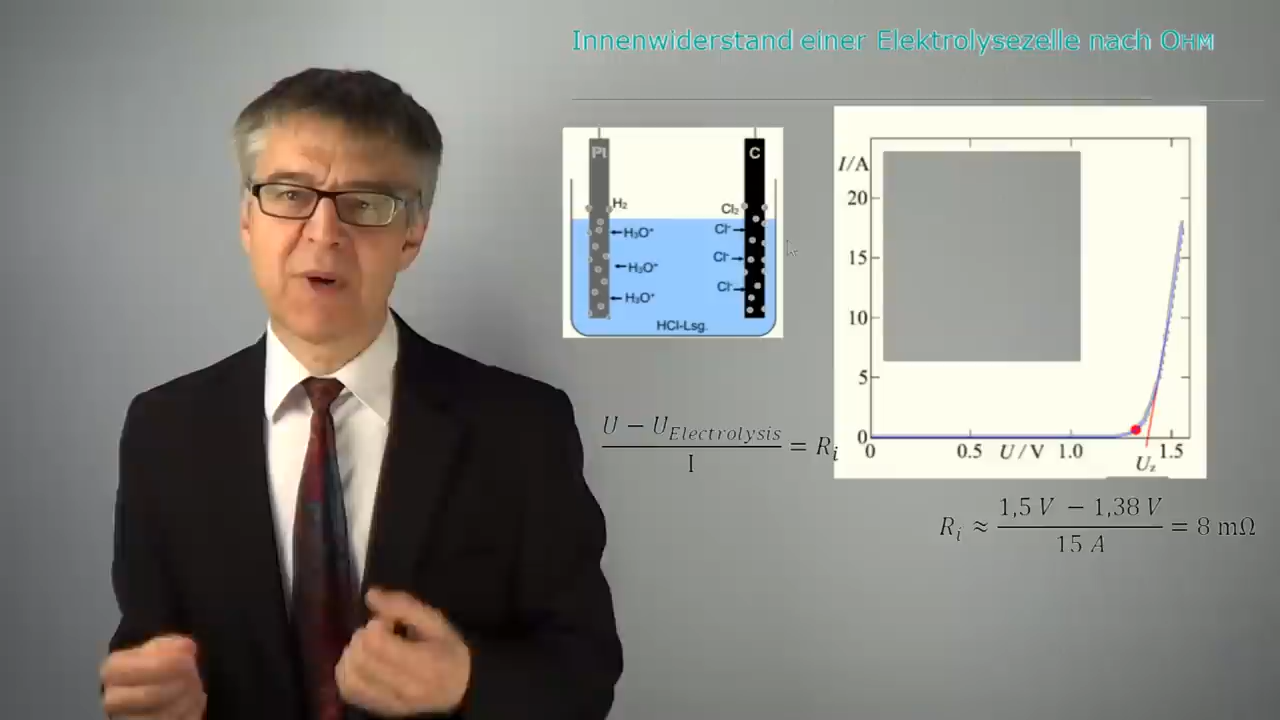 Innenwiderstand einer Elektrolysezelle nach OHM
Pt
C
H₂
Cl₂
H₃O⁺
Cl⁻
H₃O⁺
Cl⁻
H₃O⁺
Cl⁻
HCl-Lsg.
I/A
20
15
10
5
0
0 0.5 U/V 1.0 1.5
U_z
(U − U_Electrolysis)/I = R_i
R_i ≈ (1,5 V − 1,38 V)/(15 A) = 8 mΩ